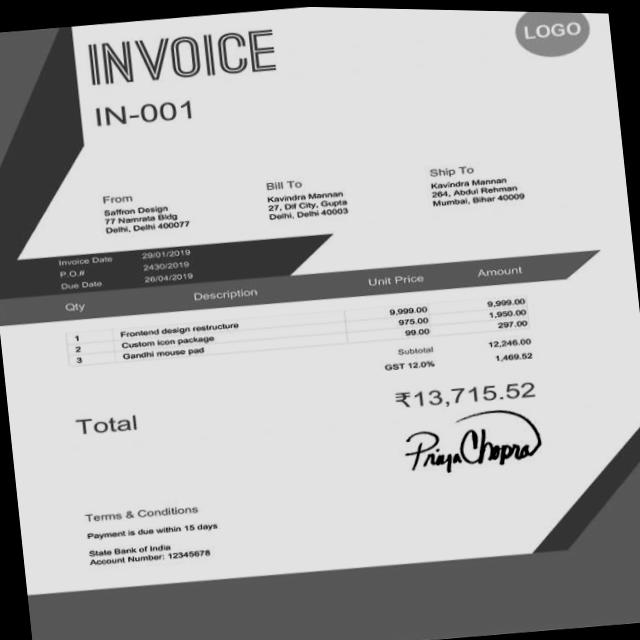 LOGO
INVOICE
IN-001
From
Saffron Design
77 Namrata Bldg
Delhi, Delhi 400077
Bill To
Kavindra Mannan
27, Dlf City, Gupta
Delhi, Delhi 40003
Ship To
Kavindra Mannan
264, Abdul Rehman
Mumbai, Bihar 40009
Invoice Date 29/01/2019
P.O.# 2430/2019
Due Date 26/04/2019
Qty Description Unit Price Amount
1 Frontend design restructure 9,999.00 9,999.00
2 Custom icon package 975.00 1,950.00
3 Gandhi mouse pad 99.00 297.00
Subtotal 12,246.00
GST 12.0% 1,469.52
Total ₹13,715.52
Priya Chopra
Terms & Conditions
Payment is due within 15 days
State Bank of India
Account Number: 12345678